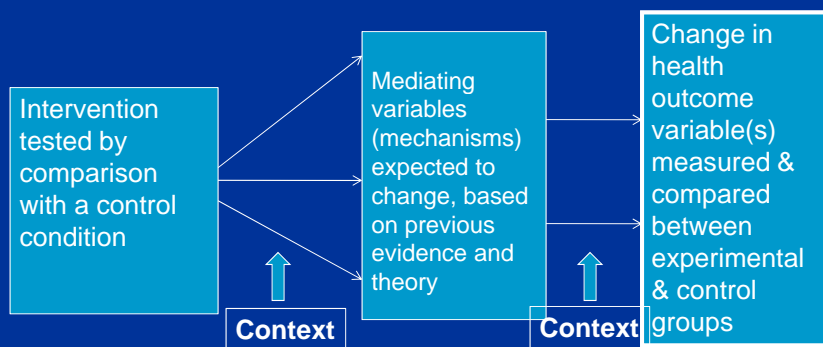 Intervention
tested by
comparison
with a control
condition
Mediating
variables
(mechanisms)
expected to
change, based
on previous
evidence and
theory
Change in
health
outcome
variable(s)
measured &
compared
between
experimental
& control
groups
Context
Context